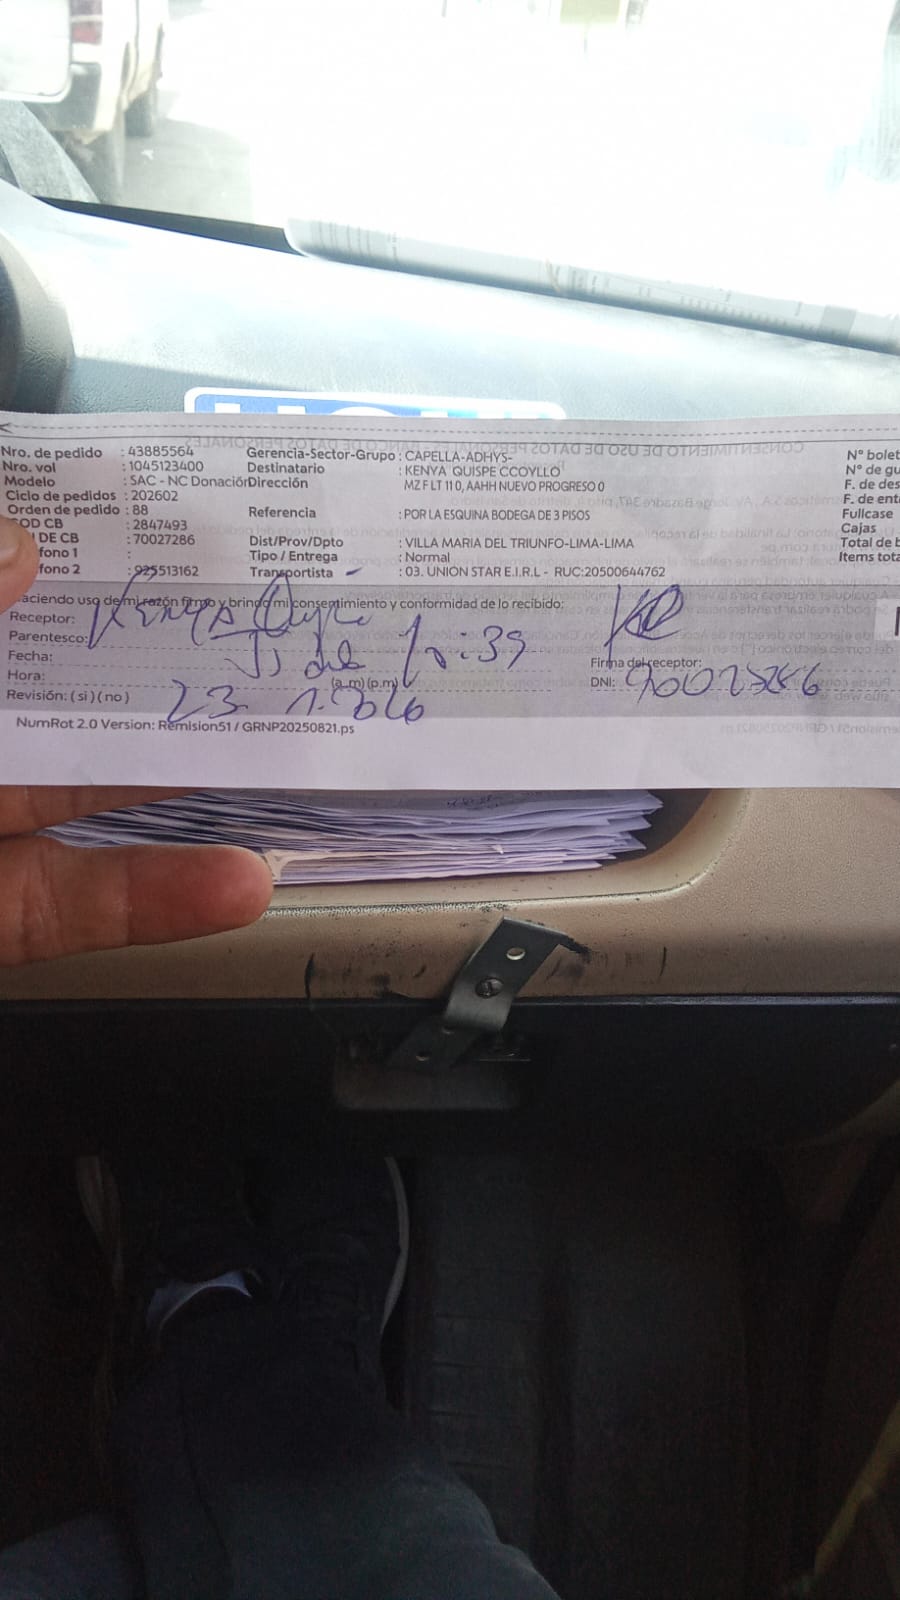 Nro. de pedido : 43885564
Nro. vol : 1045123400
Modelo : SAC - NC Donación
Ciclo de pedidos : 202602
Orden de pedido : 88
COD CB : 2847493
DE CB : 70027286
fono 1 :
fono 2 : 925513162
Gerencia-Sector-Grupo : CAPELLA-ADHYS-
Destinatario : KENYA QUISPE CCOYLLO
Dirección MZ F LT 11 0, AAHH NUEVO PROGRESO 0
Referencia : POR LA ESQUINA BODEGA DE 3 PISOS
Dist/Prov/Dpto : VILLA MARIA DEL TRIUNFO-LIMA-LIMA
Tipo / Entrega : Normal
Transportista : 03. UNION STAR E.I.R.L - RUC:20500644762
N° bolet
N° de gu
F. de des
F. de ent
Fullcase
Cajas
Total de b
Items tota
haciendo uso de mi razón firmo y brindo mi consentimiento y conformidad de lo recibido:
Receptor: Kenya Quispe
Parentesco:
Fecha:
Hora: (a.m) (p.m)
Revisión: ( si ) ( no )
23 1.2026
Firma del receptor:
DNI:
NumRot 2.0 Version: Remision51 / GRNP20250821.ps